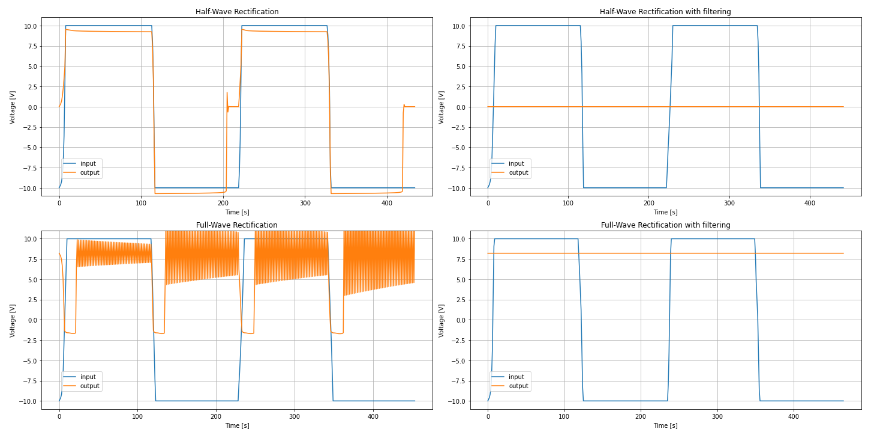 Half-Wave Rectification
Voltage [V]
10.0
7.5
5.0
2.5
0.0
−2.5
−5.0
−7.5
−10.0
input
output
0 100 200 300 400
Time [s]
Half-Wave Rectification with filtering
Voltage [V]
10.0
7.5
5.0
2.5
0.0
−2.5
−5.0
−7.5
−10.0
input
output
0 100 200 300 400
Time [s]
Full-Wave Rectification
Voltage [V]
10.0
7.5
5.0
2.5
0.0
−2.5
−5.0
−7.5
−10.0
input
output
0 100 200 300 400
Time [s]
Full-Wave Rectification with filtering
Voltage [V]
10.0
7.5
5.0
2.5
0.0
−2.5
−5.0
−7.5
−10.0
input
output
0 100 200 300 400
Time [s]